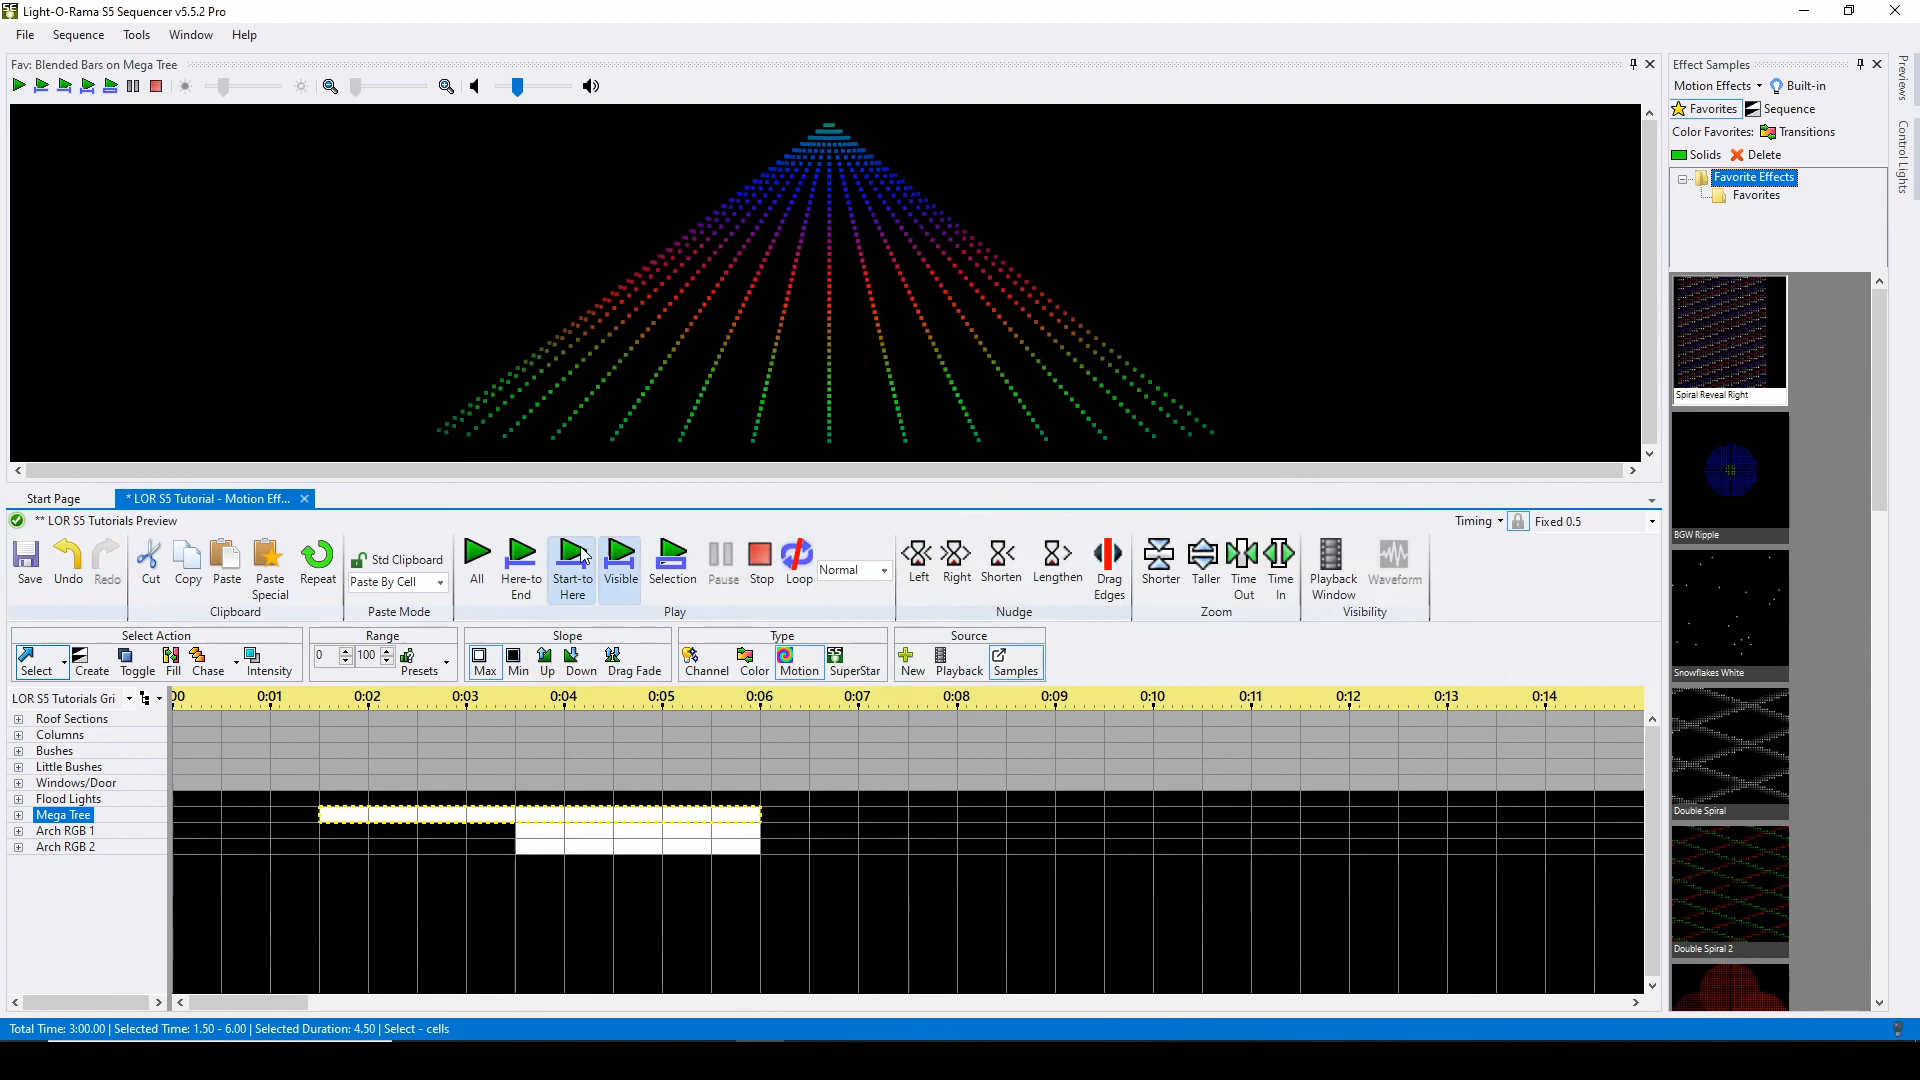 Light-O-Rama S5 Sequencer v5.5.2 Pro
File Sequence Tools Window Help
Fav: Blended Bars on Mega Tree
Effect Samples
Motion Effects Built-in
Favorites Sequence
Color Favorites: Transitions
Solids Delete
Favorite Effects
Favorites
Previews
Control Lights
Spiral Reveal Right
BGW Ripple
Snowflakes White
Double Spiral
Double Spiral 2
Start Page * LOR S5 Tutorial - Motion Eff...
** LOR S5 Tutorials Preview
Timing Fixed 0.5
Save Undo Redo
Cut Copy Paste Paste Special Repeat
Clipboard
Std Clipboard
Paste By Cell
Paste Mode
All Here-to End Start-to Here Visible Selection Pause Stop Loop Normal
Play
Left Right Shorten Lengthen Drag Edges
Nudge
Shorter Taller Time Out Time In
Zoom
Playback Window Waveform
Visibility
Select Action Range Slope Type Source
Select Create Toggle Fill Chase Intensity
0 100 Presets
Max Min Up Down Drag Fade
Channel Color Motion SuperStar
New Playback Samples
LOR S5 Tutorials Gri
00 0:01 0:02 0:03 0:04 0:05 0:06 0:07 0:08 0:09 0:10 0:11 0:12 0:13 0:14
Roof Sections
Columns
Bushes
Little Bushes
Windows/Door
Flood Lights
Mega Tree
Arch RGB 1
Arch RGB 2
Total Time: 3:00.00 | Selected Time: 1.50 - 6.00 | Selected Duration: 4.50 | Select - cells